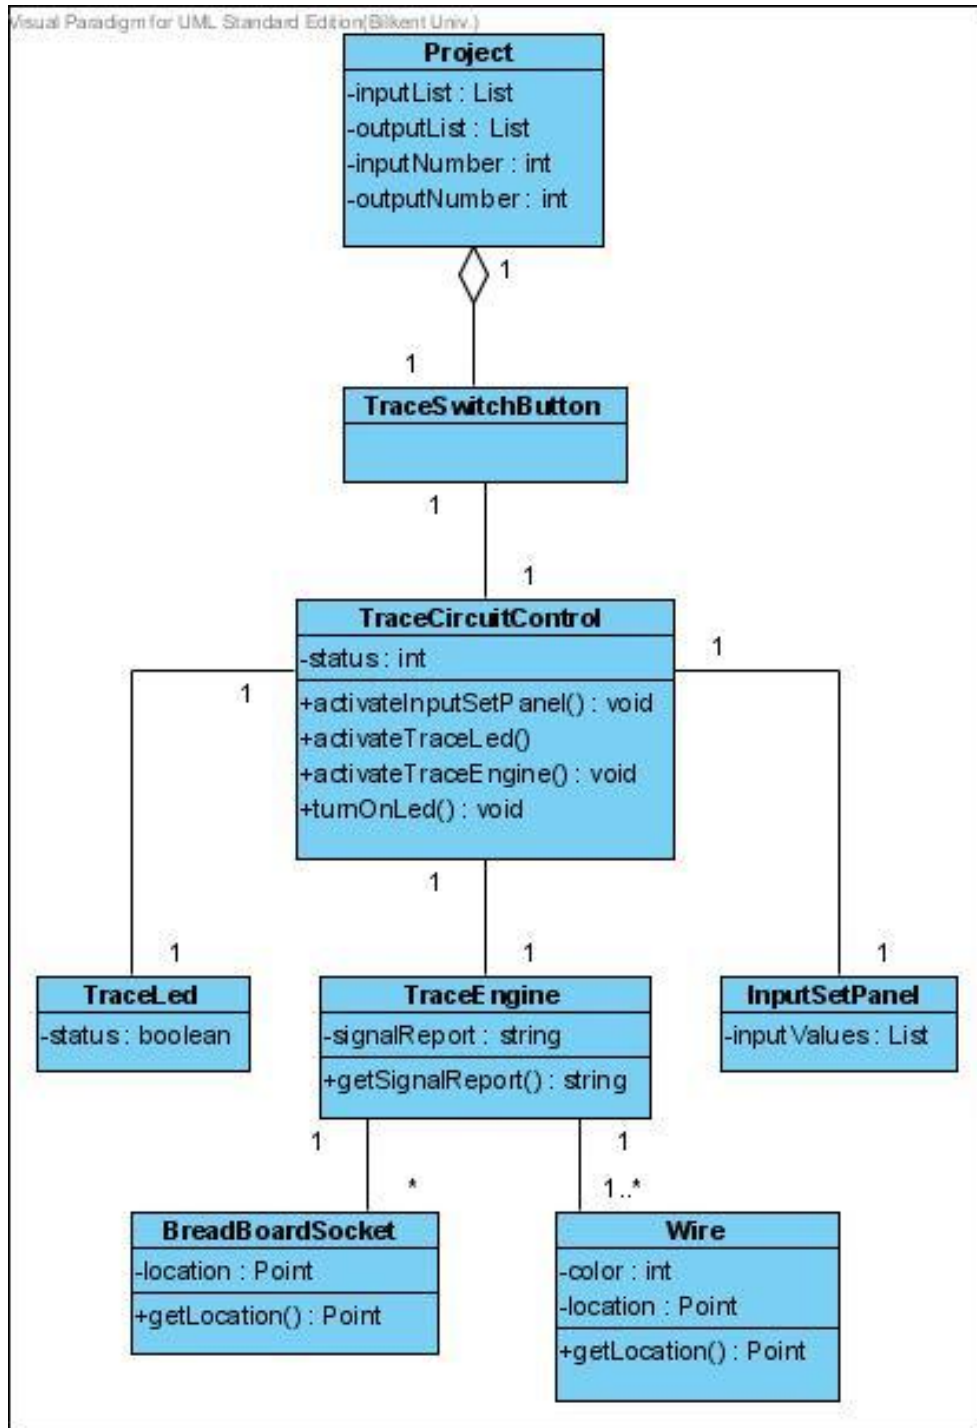 Visual Paradigm for UML Standard Edition(Bilkent Univ.)
Project
-inputList : List
-outputList : List
-inputNumber : int
-outputNumber : int
1
1
TraceSwitchButton
1
1
TraceCircuitControl
-status : int
+activateInputSetPanel() : void
+activateTraceLed()
+activateTraceEngine() : void
+turnOnLed() : void
1
1
1
1
1
1
TraceLed
-status : boolean
TraceEngine
-signalReport : string
+getSignalReport() : string
InputSetPanel
-inputValues : List
1
1
*
1..*
BreadBoardSocket
-location : Point
+getLocation() : Point
Wire
-color : int
-location : Point
+getLocation() : Point